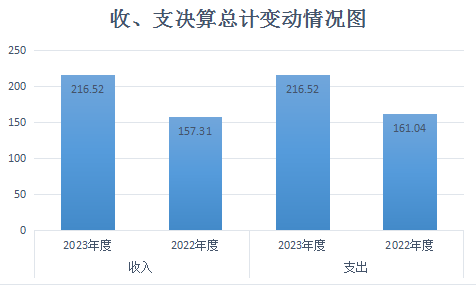 收、支决算总计变动情况图
250
200
150
100
50
0
216.52
157.31
216.52
161.04
2023年度
2022年度
2023年度
2022年度
收入
支出